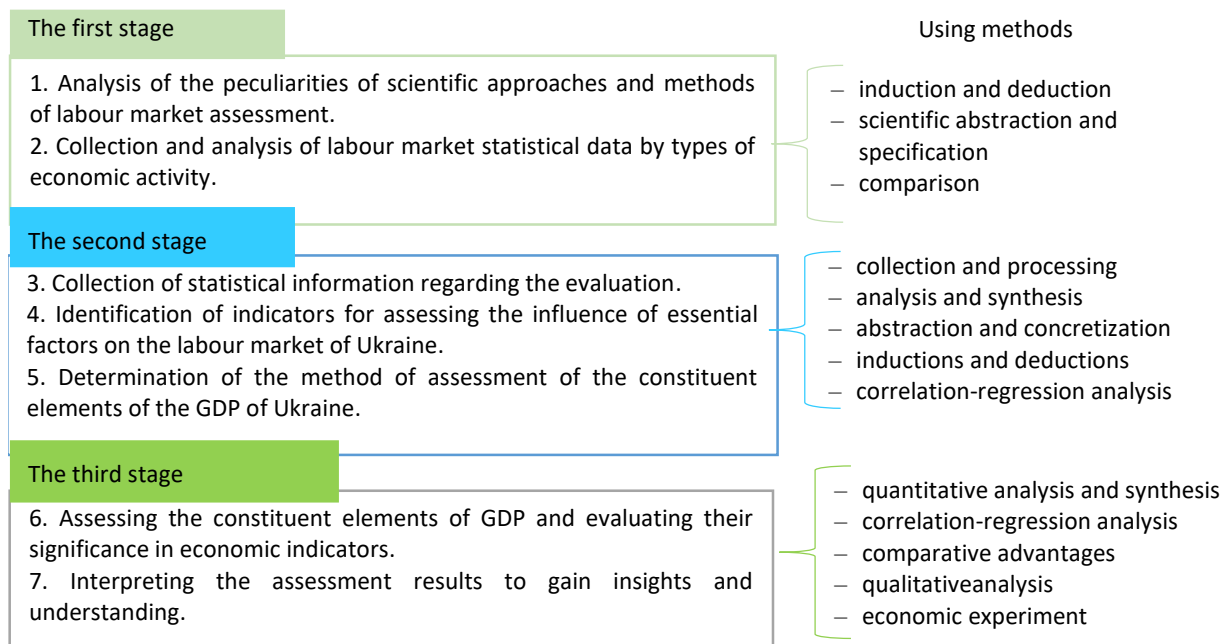 The first stage
Using methods
1. Analysis of the peculiarities of scientific approaches and methods
of labour market assessment.
2. Collection and analysis of labour market statistical data by types of
economic activity.
– induction and deduction
– scientific abstraction and
specification
– comparison
The second stage
3. Collection of statistical information regarding the evaluation.
4. Identification of indicators for assessing the influence of essential
factors on the labour market of Ukraine.
5. Determination of the method of assessment of the constituent
elements of the GDP of Ukraine.
– collection and processing
– analysis and synthesis
– abstraction and concretization
– inductions and deductions
– correlation-regression analysis
The third stage
6. Assessing the constituent elements of GDP and evaluating their
significance in economic indicators.
7. Interpreting the assessment results to gain insights and
understanding.
– quantitative analysis and synthesis
– correlation-regression analysis
– comparative advantages
– qualitativeanalysis
– economic experiment